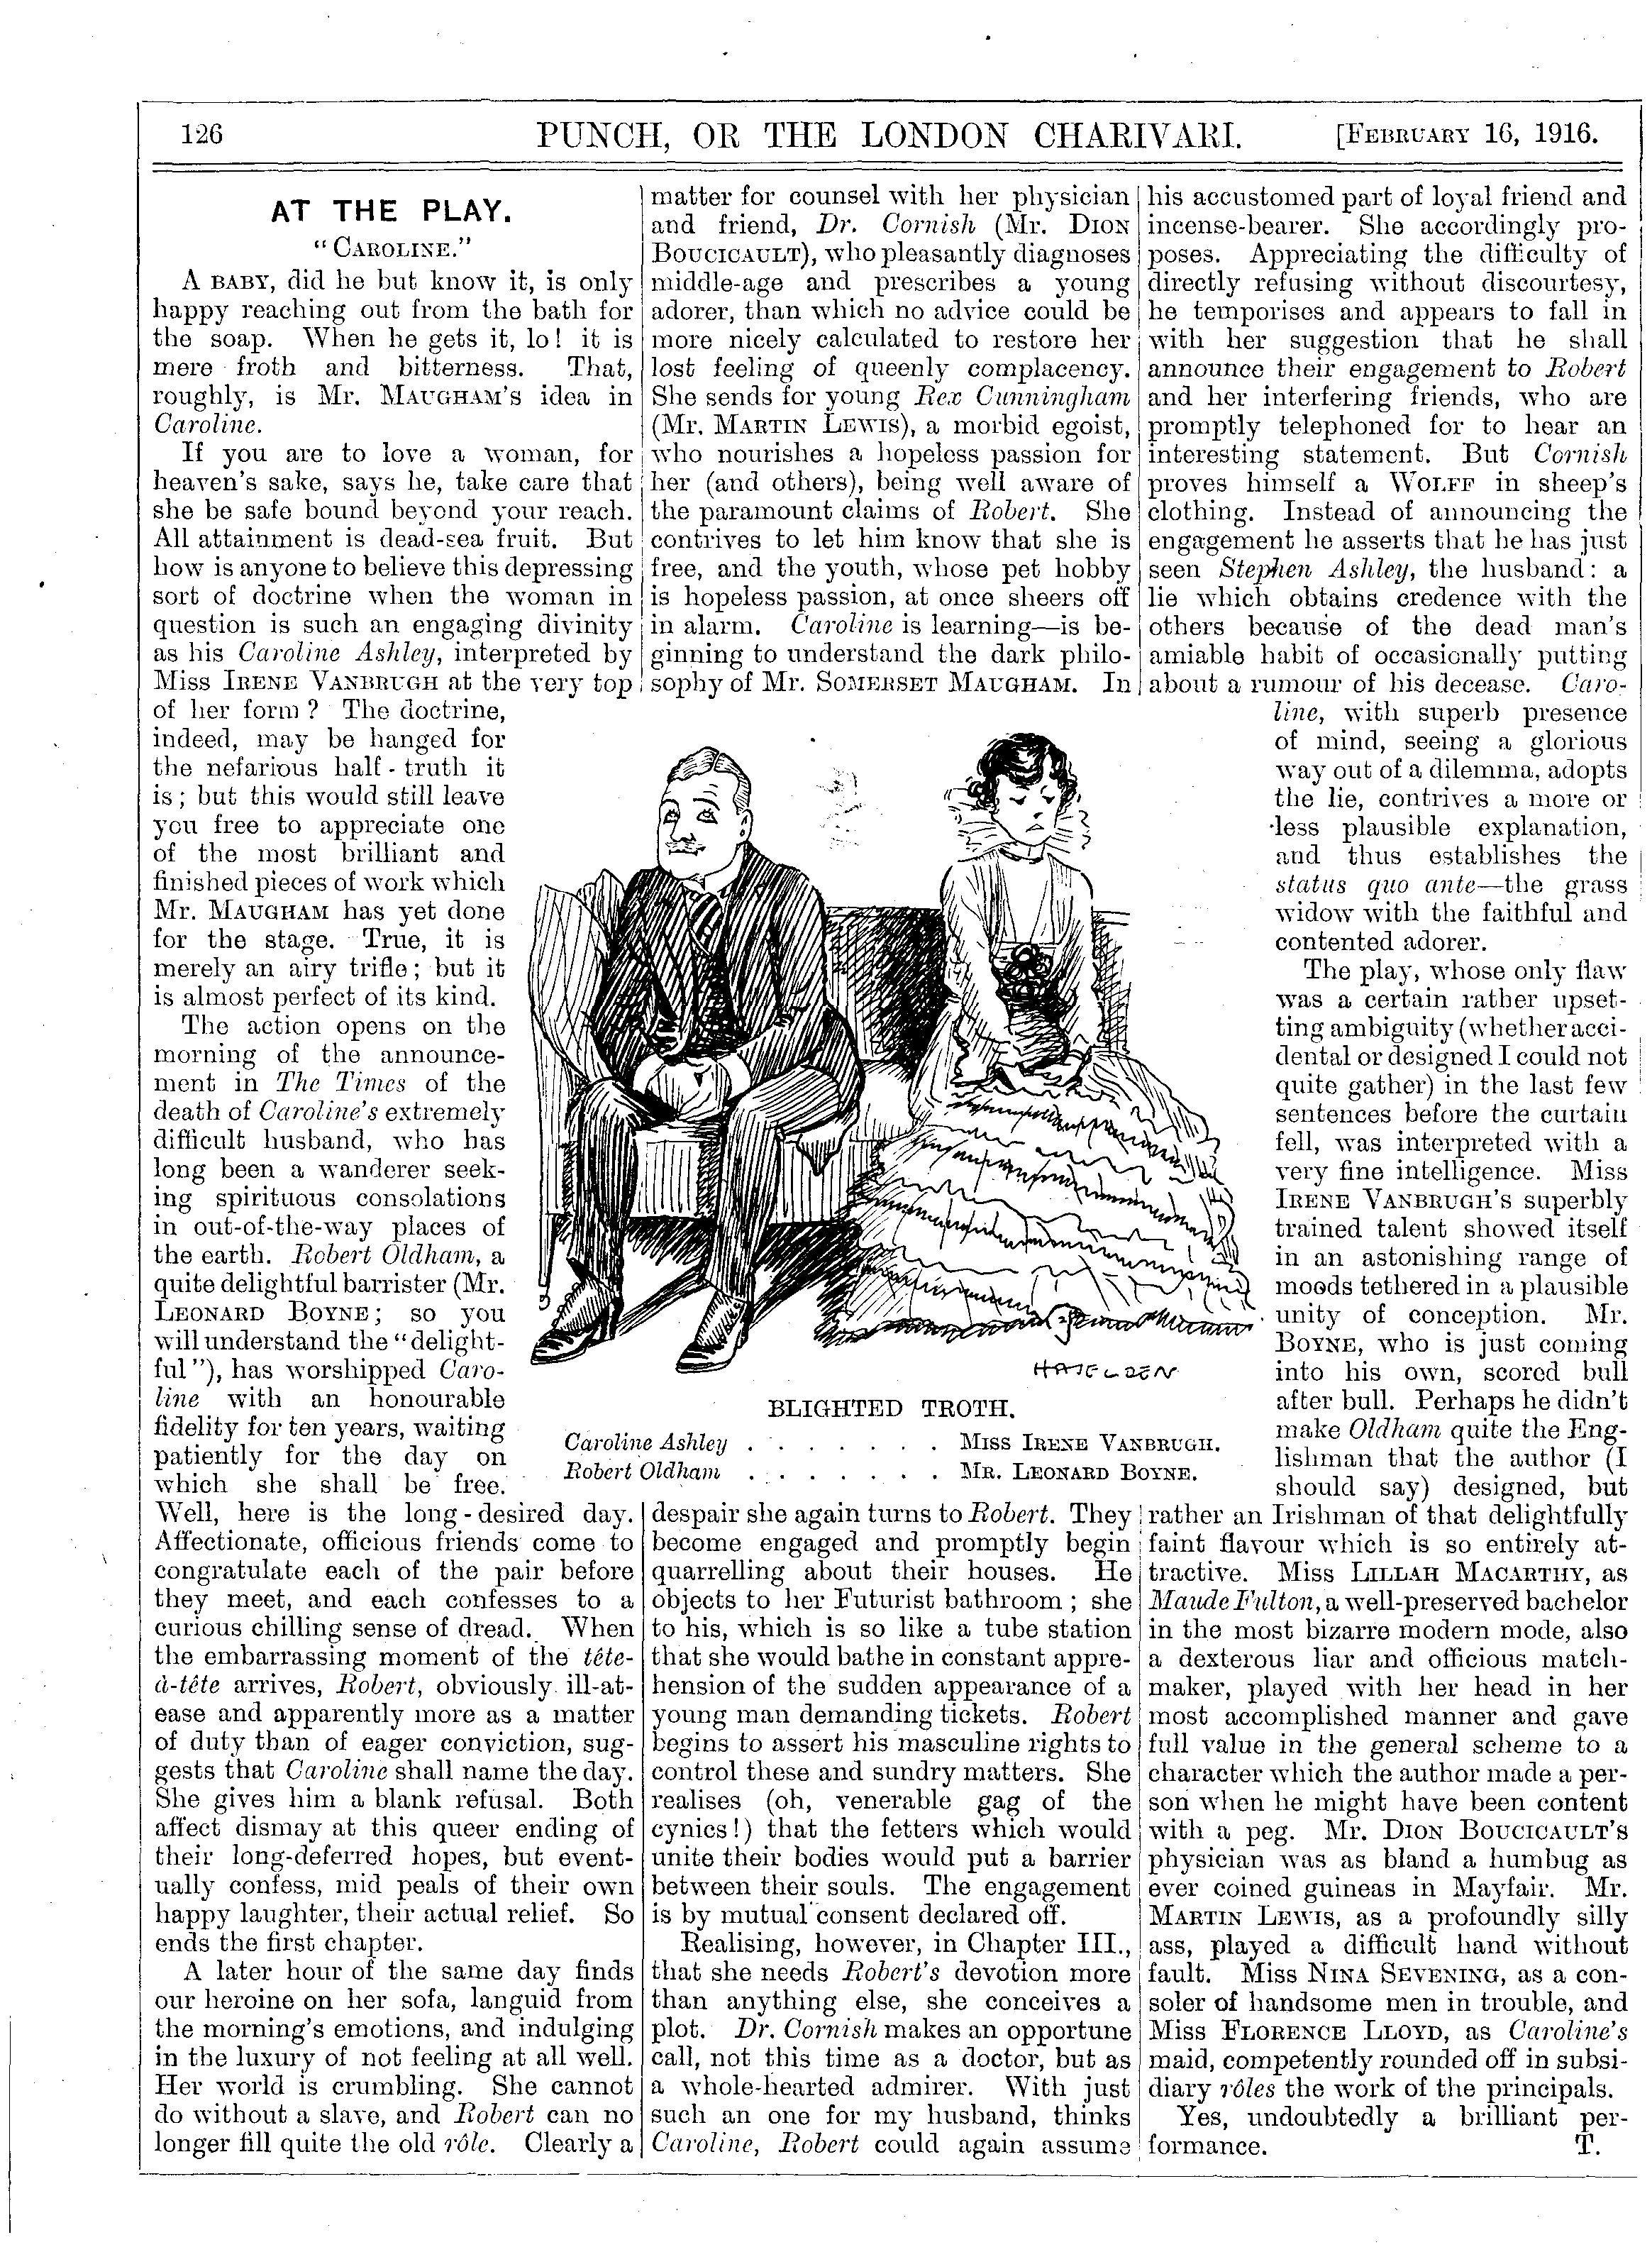 126
PUNCH, OR THE LONDON CHARIVARI.
[FEBRUARY 16, 1916.
AT THE PLAY.
"CAROLINE."
A BABY, did he but know it, is only
happy reaching out from the bath for
the soap. When he gets it, lo! it is
mere froth and bitterness. That,
roughly, is Mr. MAUGHAM'S idea in
Caroline.
If you are to love a woman, for
heaven's sake, says he, take care that
she be safe bound beyond your reach.
All attainment is dead-sea fruit. But
how is anyone to believe this depressing
sort of doctrine when the woman in
question is such an engaging divinity
as his Caroline Ashley, interpreted by
Miss IRENE VANBRUGH at the very top
of her form? The doctrine,
indeed, may be hanged for
the nefarious half-truth it
is; but this would still leave
you free to appreciate one
of the most brilliant and
finished pieces of work which
Mr. MAUGHAM has yet done
for the stage. True, it is
merely an airy trifle; but it
is almost perfect of its kind.
The action opens on the
morning of the announce-
ment in The Times of the
death of Caroline's extremely
difficult husband, who has
long been a wanderer seek-
ing spirituous consolations
in out-of-the-way places of
the earth. Robert Oldham, a
quite delightful barrister (Mr.
LEONARD BOYNE; so you
will understand the "delight-
ful"), has worshipped Caro-
line with an honourable
fidelity for ten years, waiting
patiently for the day on
which she shall be free.
Well, here is the long-desired day.
Affectionate, officious friends come to
congratulate each of the pair before
they meet, and each confesses to a
curious chilling sense of dread. When
the embarrassing moment of the tête-
à-tête arrives, Robert, obviously ill-at-
ease and apparently more as a matter
of duty than of eager conviction, sug-
gests that Caroline shall name the day.
She gives him a blank refusal. Both
affect dismay at this queer ending of
their long-deferred hopes, but event-
ually confess, mid peals of their own
happy laughter, their actual relief. So
ends the first chapter.
A later hour of the same day finds
our heroine on her sofa, languid from
the morning's emotions, and indulging
in the luxury of not feeling at all well.
Her world is crumbling. She cannot
do without a slave, and Robert can no
longer fill quite the old rôle. Clearly a
matter for counsel with her physician
and friend, Dr. Cornish (Mr. DION
BOUCICAULT), who pleasantly diagnoses
middle-age and prescribes a young
adorer, than which no advice could be
more nicely calculated to restore her
lost feeling of queenly complacency.
She sends for young Rex Cunningham
(Mr. MARTIN LEWIS), a morbid egoist,
who nourishes a hopeless passion for
her (and others), being well aware of
the paramount claims of Robert. She
contrives to let him know that she is
free, and the youth, whose pet hobby
is hopeless passion, at once sheers off
in alarm. Caroline is learning—is be-
ginning to understand the dark philo-
sophy of Mr. SOMERSET MAUGHAM. In
HASELDEN
BLIGHTED TROTH.
Caroline Ashley . . . . . . . MISS IRENE VANBRUGH.
Robert Oldham . . . . . . . MR. LEONARD BOYNE.
despair she again turns to Robert. They
become engaged and promptly begin
quarrelling about their houses. He
objects to her Futurist bathroom; she
to his, which is so like a tube station
that she would bathe in constant appre-
hension of the sudden appearance of a
young man demanding tickets. Robert
begins to assert his masculine rights to
control these and sundry matters. She
realises (oh, venerable gag of the
cynics!) that the fetters which would
unite their bodies would put a barrier
between their souls. The engagement
is by mutual consent declared off.
Realising, however, in Chapter III.,
that she needs Robert's devotion more
than anything else, she conceives a
plot. Dr. Cornish makes an opportune
call, not this time as a doctor, but as
a whole-hearted admirer. With just
such an one for my husband, thinks
Caroline, Robert could again assume
his accustomed part of loyal friend and
incense-bearer. She accordingly pro-
poses. Appreciating the difficulty of
directly refusing without discourtesy,
he temporises and appears to fall in
with her suggestion that he shall
announce their engagement to Robert
and her interfering friends, who are
promptly telephoned for to hear an
interesting statement. But Cornish
proves himself a WOLFF in sheep's
clothing. Instead of announcing the
engagement he asserts that he has just
seen Stephen Ashley, the husband: a
lie which obtains credence with the
others because of the dead man's
amiable habit of occasionally putting
about a rumour of his decease. Caro-
line, with superb presence
of mind, seeing a glorious
way out of a dilemma, adopts
the lie, contrives a more or
less plausible explanation,
and thus establishes the
status quo ante—the grass
widow with the faithful and
contented adorer.
The play, whose only flaw
was a certain rather upset-
ting ambiguity (whether acci-
dental or designed I could not
quite gather) in the last few
sentences before the curtain
fell, was interpreted with a
very fine intelligence. Miss
IRENE VANBRUGH'S superbly
trained talent showed itself
in an astonishing range of
moods tethered in a plausible
unity of conception. Mr.
BOYNE, who is just coming
into his own, scored bull
after bull. Perhaps he didn't
make Oldham quite the Eng-
lishman that the author (I
should say) designed, but
rather an Irishman of that delightfully
faint flavour which is so entirely at-
tractive. Miss LILLAH MACARTHY, as
Maude Fulton, a well-preserved bachelor
in the most bizarre modern mode, also
a dexterous liar and officious match-
maker, played with her head in her
most accomplished manner and gave
full value in the general scheme to a
character which the author made a per-
son when he might have been content
with a peg. Mr. DION BOUCICAULT'S
physician was as bland a humbug as
ever coined guineas in Mayfair. Mr.
MARTIN LEWIS, as a profoundly silly
ass, played a difficult hand without
fault. Miss NINA SEVENING, as a con-
soler of handsome men in trouble, and
Miss FLORENCE LLOYD, as Caroline's
maid, competently rounded off in subsi-
diary rôles the work of the principals.
Yes, undoubtedly a brilliant per-
formance. T.